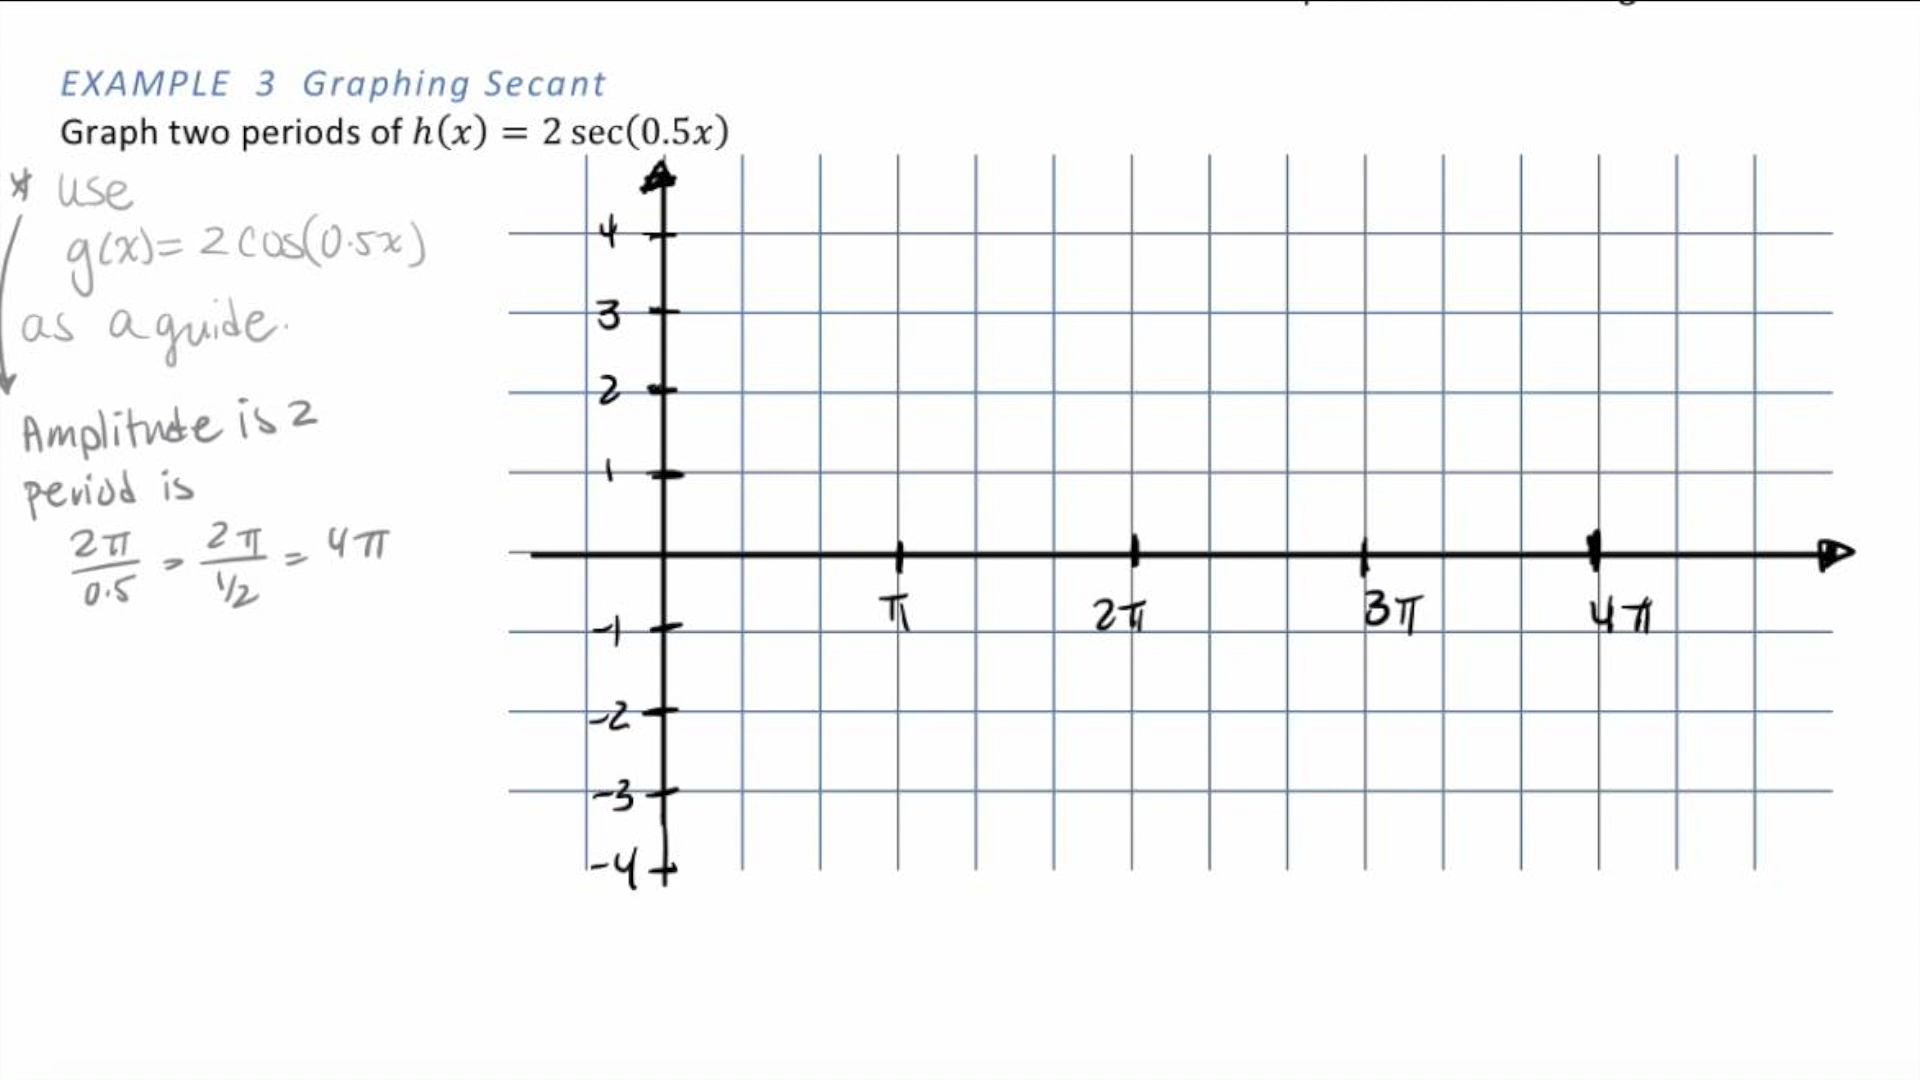 EXAMPLE 3 Graphing Secant
Graph two periods of h(x) = 2 sec(0.5x)
* use
g(x)= 2 cos(0.5x)
as a guide.
Amplitude is 2
period is
2π/0.5 = 2π/1/2 = 4π
4
3
2
1
π 2π 3π 4π
-1
-2
-3
-4